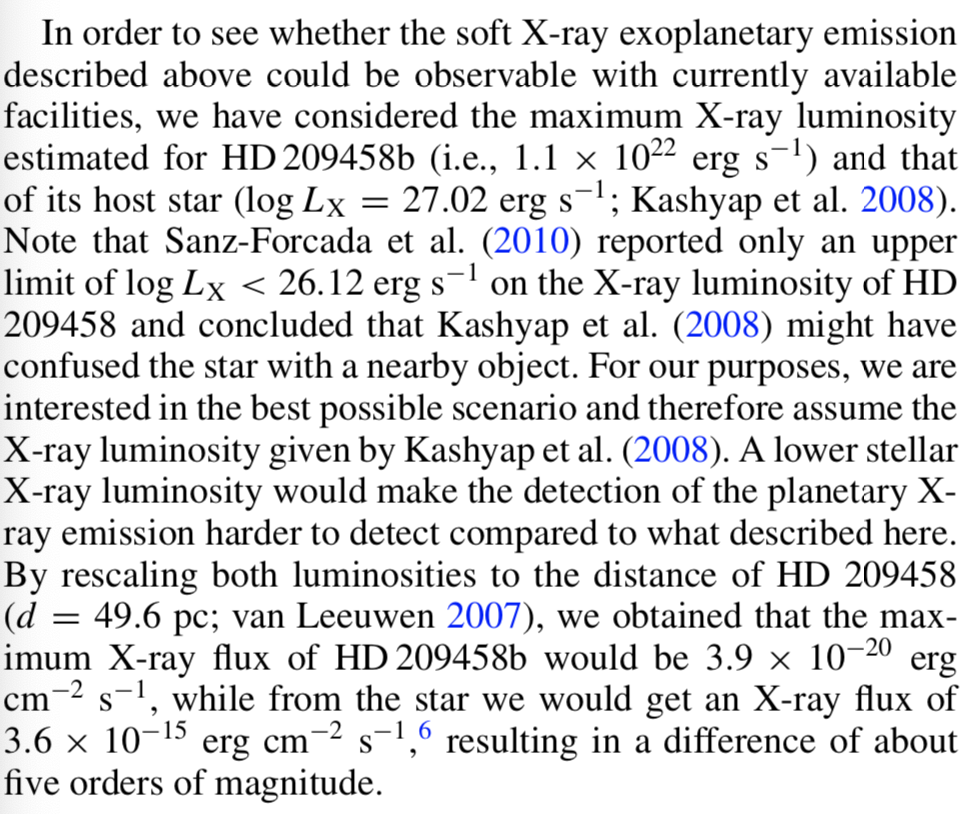 In order to see whether the soft X-ray exoplanetary emission
described above could be observable with currently available
facilities, we have considered the maximum X-ray luminosity
estimated for HD 209458b (i.e., 1.1 × 10²² erg s⁻¹) and that
of its host star (log L_X = 27.02 erg s⁻¹; Kashyap et al. 2008).
Note that Sanz-Forcada et al. (2010) reported only an upper
limit of log L_X < 26.12 erg s⁻¹ on the X-ray luminosity of HD
209458 and concluded that Kashyap et al. (2008) might have
confused the star with a nearby object. For our purposes, we are
interested in the best possible scenario and therefore assume the
X-ray luminosity given by Kashyap et al. (2008). A lower stellar
X-ray luminosity would make the detection of the planetary X-
ray emission harder to detect compared to what described here.
By rescaling both luminosities to the distance of HD 209458
(d = 49.6 pc; van Leeuwen 2007), we obtained that the max-
imum X-ray flux of HD 209458b would be 3.9 × 10⁻²⁰ erg
cm⁻² s⁻¹, while from the star we would get an X-ray flux of
3.6 × 10⁻¹⁵ erg cm⁻² s⁻¹,⁶ resulting in a difference of about
five orders of magnitude.